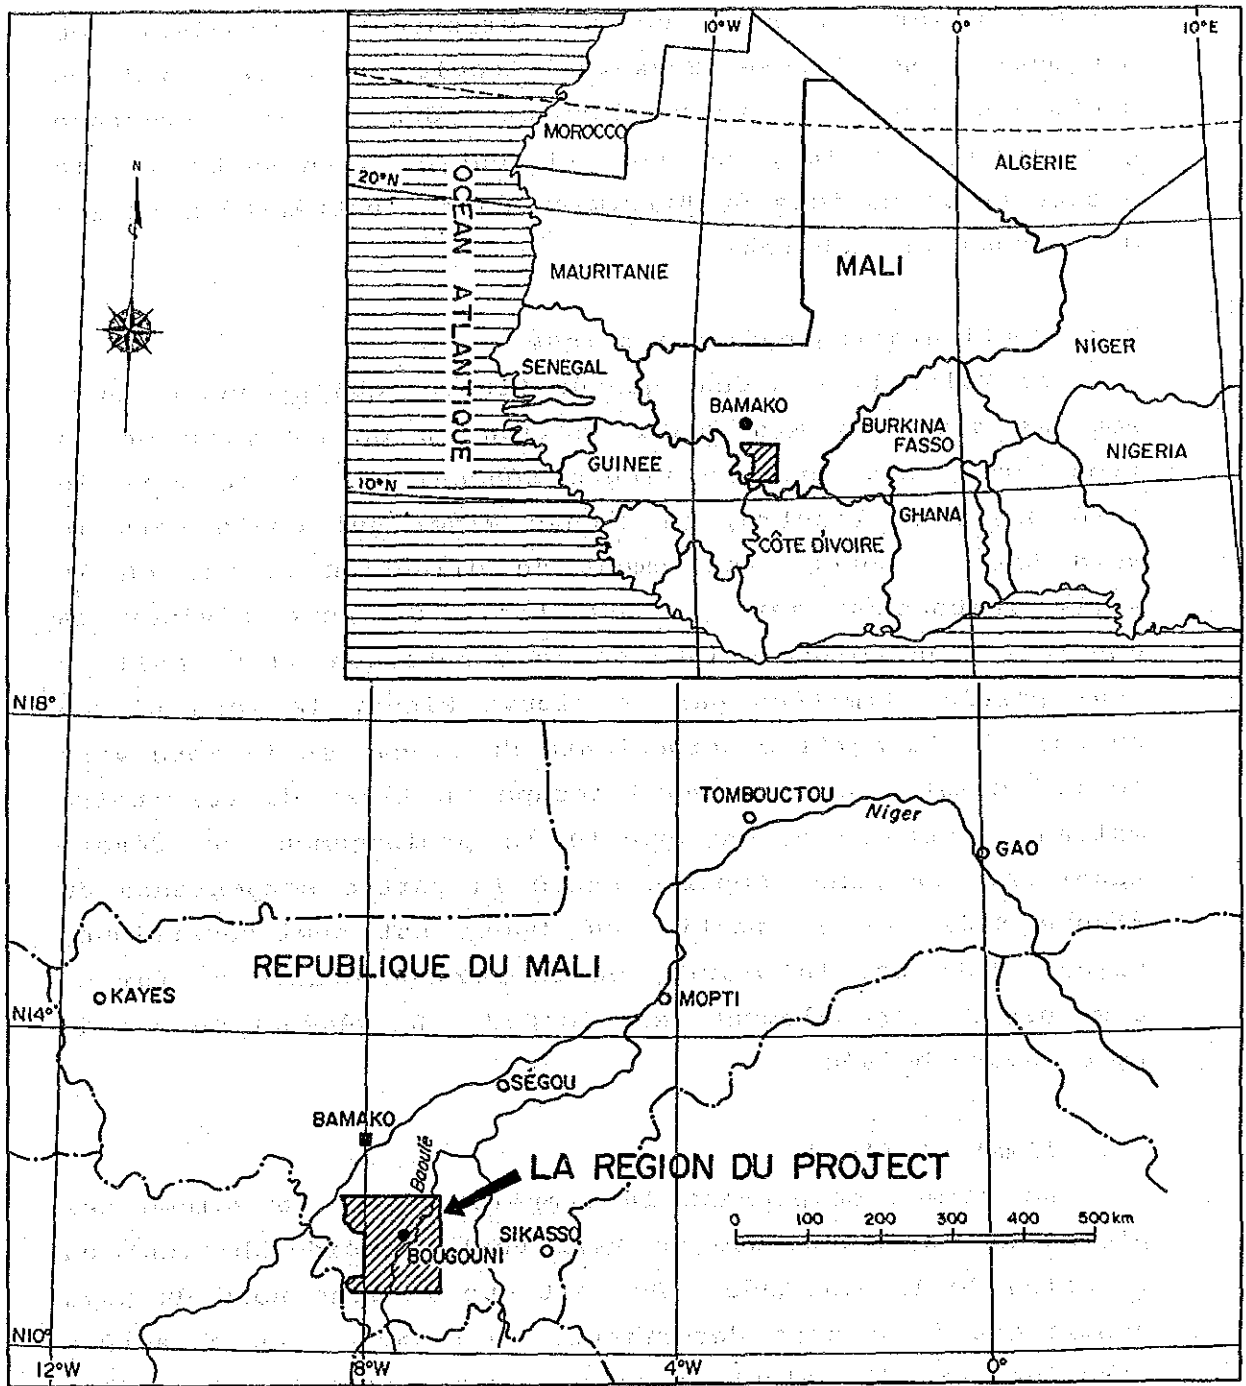 10°W
0°
10°E
MOROCCO
ALGERIE
N
20°N
OCEAN ATLANTIQUE
MAURITANIE
MALI
NIGER
SENEGAL
BAMAKO
BURKINA
FASSO
NIGERIA
GUINEE
10°N
GHANA
CÔTE D'IVOIRE
N18°
TOMBOUCTOU
Niger
GAO
REPUBLIQUE DU MALI
KAYES
MOPTI
N14°
SÉGOU
BAMAKO
Baoulé
LA REGION DU PROJECT
SIKASSO
BOUGOUNI
0 100 200 300 400 500 km
N10°
12°W
8°W
4°W
0°